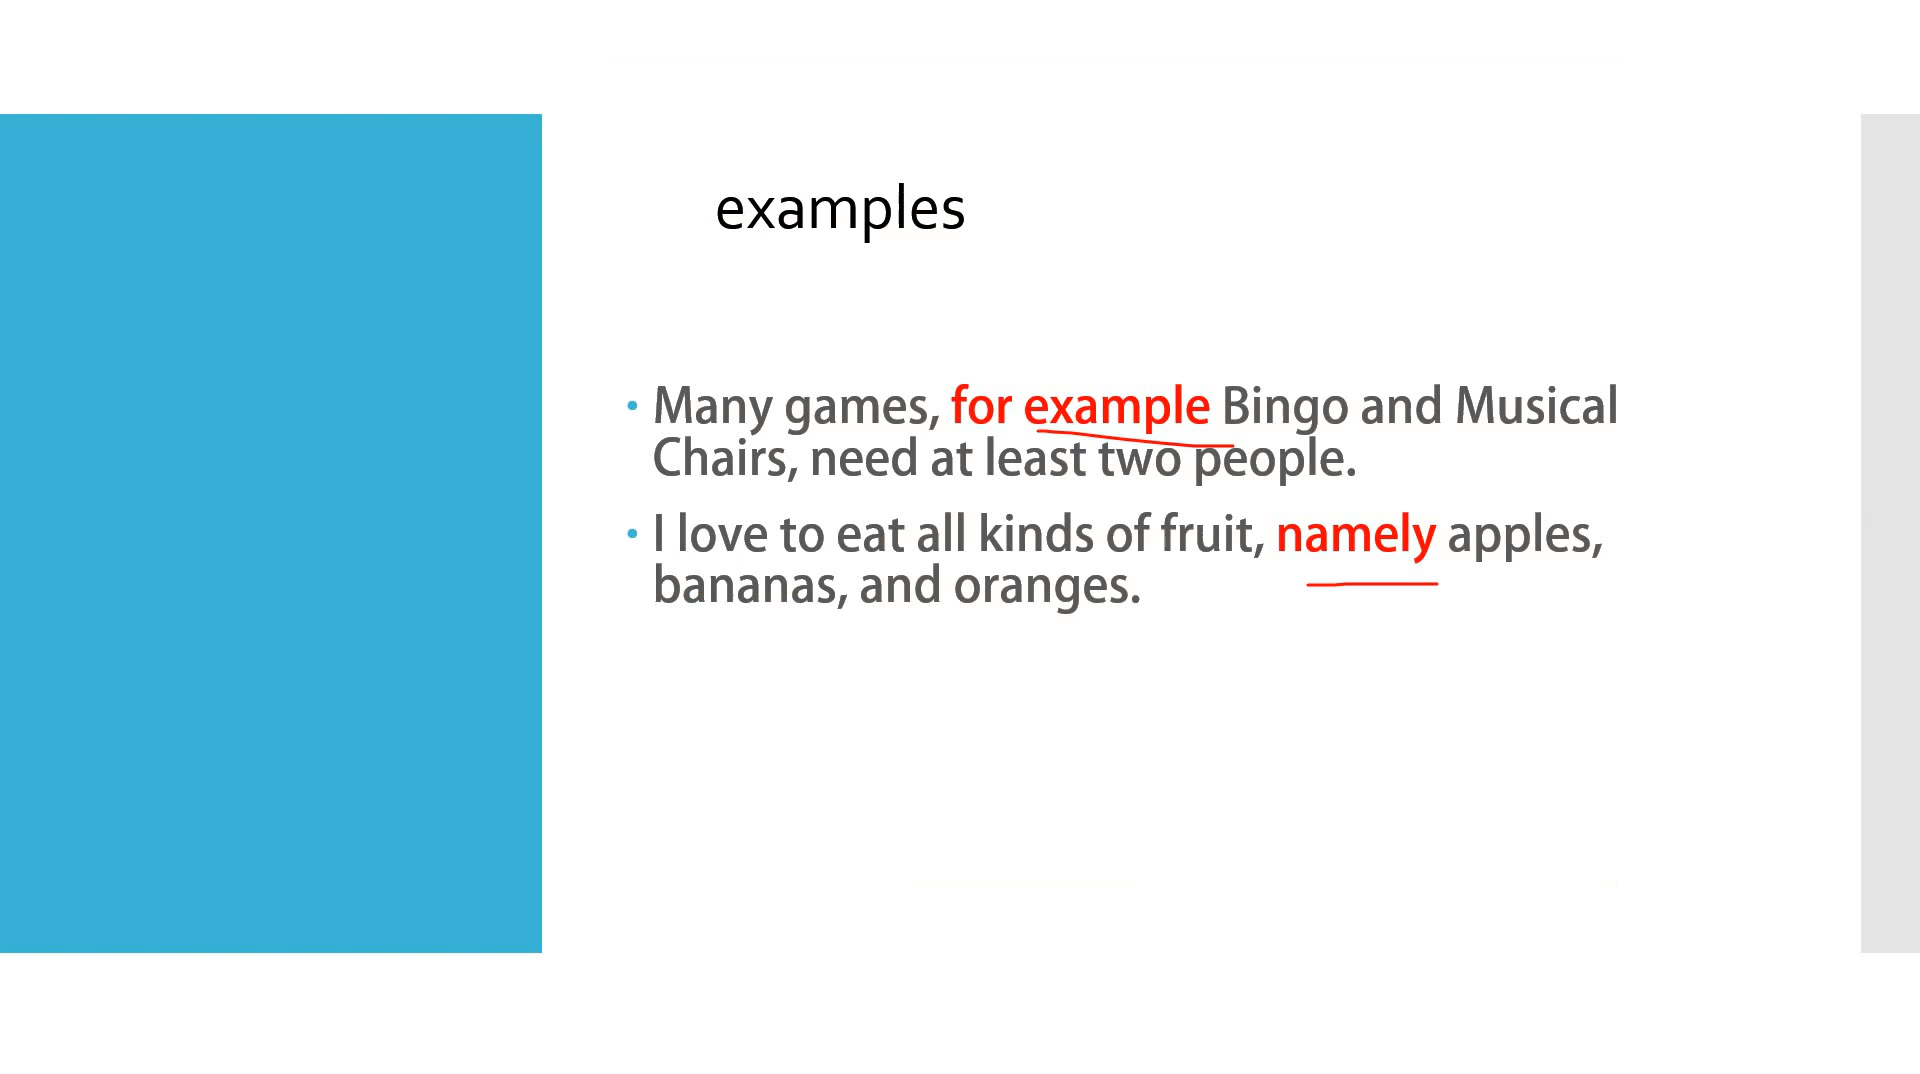 examples
• Many games, for example Bingo and Musical
Chairs, need at least two people.
• I love to eat all kinds of fruit, namely apples,
bananas, and oranges.